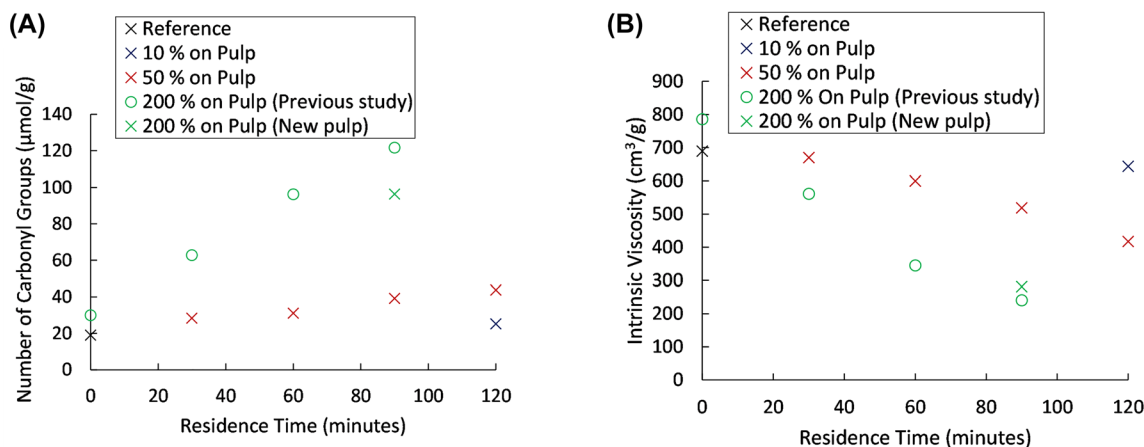 (A)
Reference
10 % on Pulp
50 % on Pulp
200 % on Pulp (Previous study)
200 % on Pulp (New pulp)
Number of Carbonyl Groups (µmol/g)
140
120
100
80
60
40
20
0
0 20 40 60 80 100 120
Residence Time (minutes)
(B)
Reference
10 % on Pulp
50 % on Pulp
200 % On Pulp (Previous study)
200 % on Pulp (New pulp)
Intrinsic Viscosity (cm³/g)
900
800
700
600
500
400
300
200
100
0
0 20 40 60 80 100 120
Residence Time (minutes)